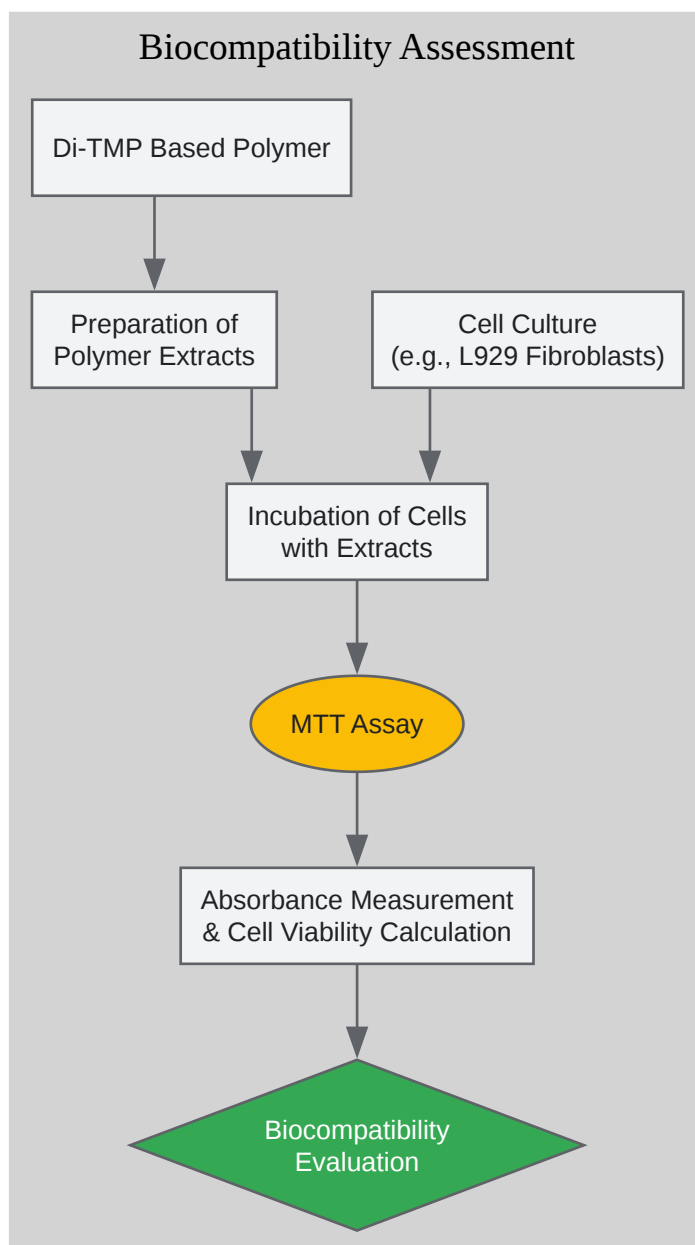 Biocompatibility Assessment
Di-TMP Based Polymer
Preparation of
Polymer Extracts
Cell Culture
(e.g., L929 Fibroblasts)
Incubation of Cells
with Extracts
MTT Assay
Absorbance Measurement
& Cell Viability Calculation
Biocompatibility
Evaluation